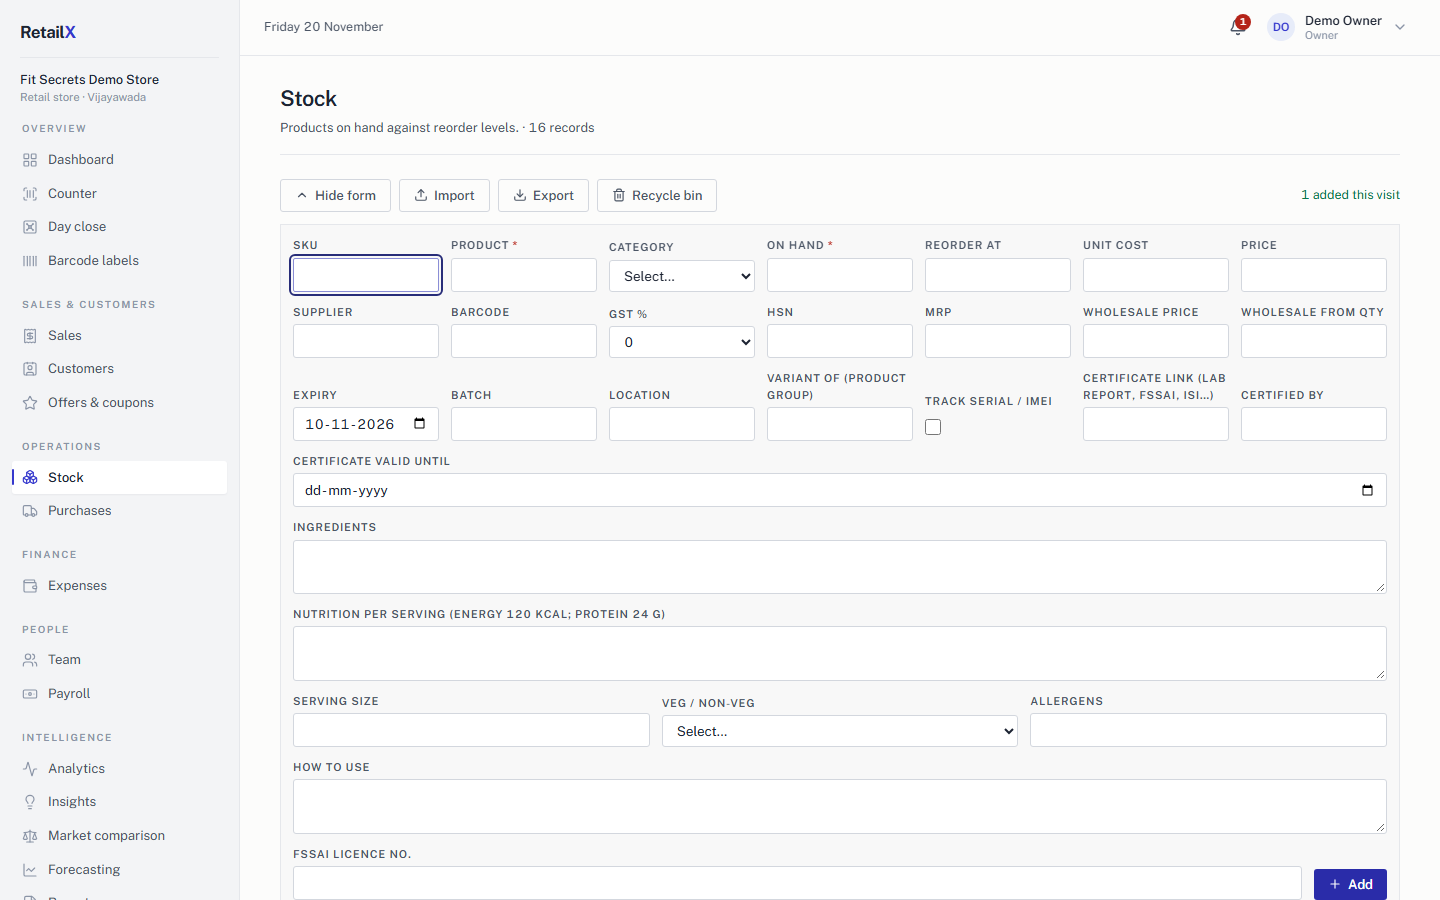 RetailX
Friday 20 November
1
DO
Demo Owner
Owner
Fit Secrets Demo Store
Retail store · Vijayawada
OVERVIEW
Dashboard
Counter
Day close
Barcode labels
SALES & CUSTOMERS
Sales
Customers
Offers & coupons
OPERATIONS
Stock
Purchases
FINANCE
Expenses
PEOPLE
Team
Payroll
INTELLIGENCE
Analytics
Insights
Market comparison
Forecasting
Stock
Products on hand against reorder levels. · 16 records
Hide form
Import
Export
Recycle bin
1 added this visit
SKU
PRODUCT *
CATEGORY
ON HAND *
REORDER AT
UNIT COST
PRICE
Select...
SUPPLIER
BARCODE
GST %
HSN
MRP
WHOLESALE PRICE
WHOLESALE FROM QTY
0
EXPIRY
BATCH
LOCATION
VARIANT OF (PRODUCT
GROUP)
TRACK SERIAL / IMEI
CERTIFICATE LINK (LAB
REPORT, FSSAI, ISI...)
CERTIFIED BY
10-11-2026
CERTIFICATE VALID UNTIL
dd-mm-yyyy
INGREDIENTS
NUTRITION PER SERVING (ENERGY 120 KCAL; PROTEIN 24 G)
SERVING SIZE
VEG / NON-VEG
ALLERGENS
Select...
HOW TO USE
FSSAI LICENCE NO.
+ Add